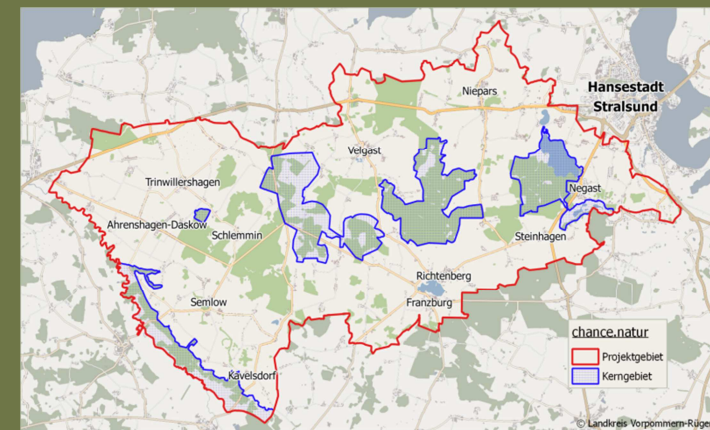 Hansestadt
Stralsund
Niepars
Velgast
Trinwillershagen
Negast
Ahrenshagen-Daskow
Schlemmin
Steinhagen
Richtenberg
Semlow
Franzburg
Kavelsdorf
chance.natur
Projektgebiet
Kerngebiet
© Landkreis Vorpommern-Rüge